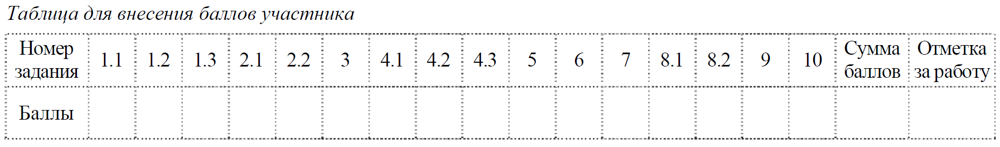 Таблица для внесения баллов участника
Номер задания 1.1 1.2 1.3 2.1 2.2 3 4.1 4.2 4.3 5 6 7 8.1 8.2 9 10 Сумма баллов Отметка за работу
Баллы